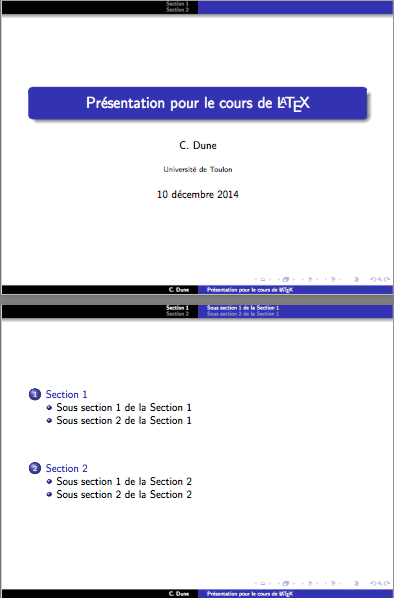 Section 1
Section 2
Présentation pour le cours de LATEX
C. Dune
Université de Toulon
10 décembre 2014
C. Dune Présentation pour le cours de LATEX
Section 1 Sous section 1 de la Section 1
Section 2 Sous section 2 de la Section 1
1 Section 1
Sous section 1 de la Section 1
Sous section 2 de la Section 1
2 Section 2
Sous section 1 de la Section 2
Sous section 2 de la Section 2
C. Dune Présentation pour le cours de LATEX